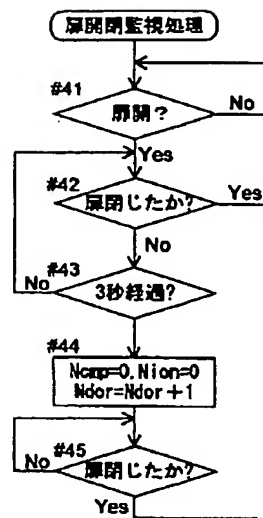 扉開閉監視処理
#41
扉開?
No
Yes
#42
扉閉じたか?
Yes
No
#43
3秒経過?
No
#44
Ncmp=0.Nion=0
Ndor=Ndor+1
#45
扉閉じたか?
No
Yes